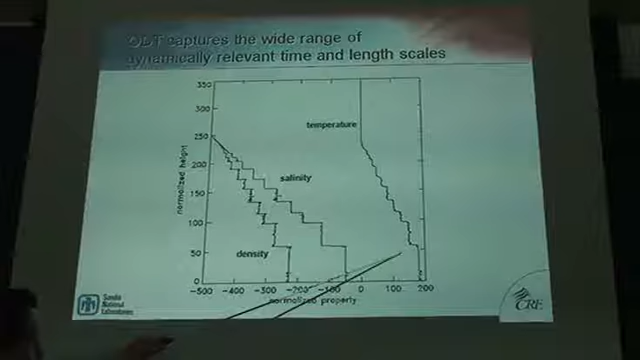 ODT captures the wide range of
dynamically relevant time and length scales
350
300
250
200
150
100
50
0
normalized height
temperature
salinity
density
-500 -400 -300 -200 -100 0 100 200
normalized property
Sandia
National
Laboratories
CRF